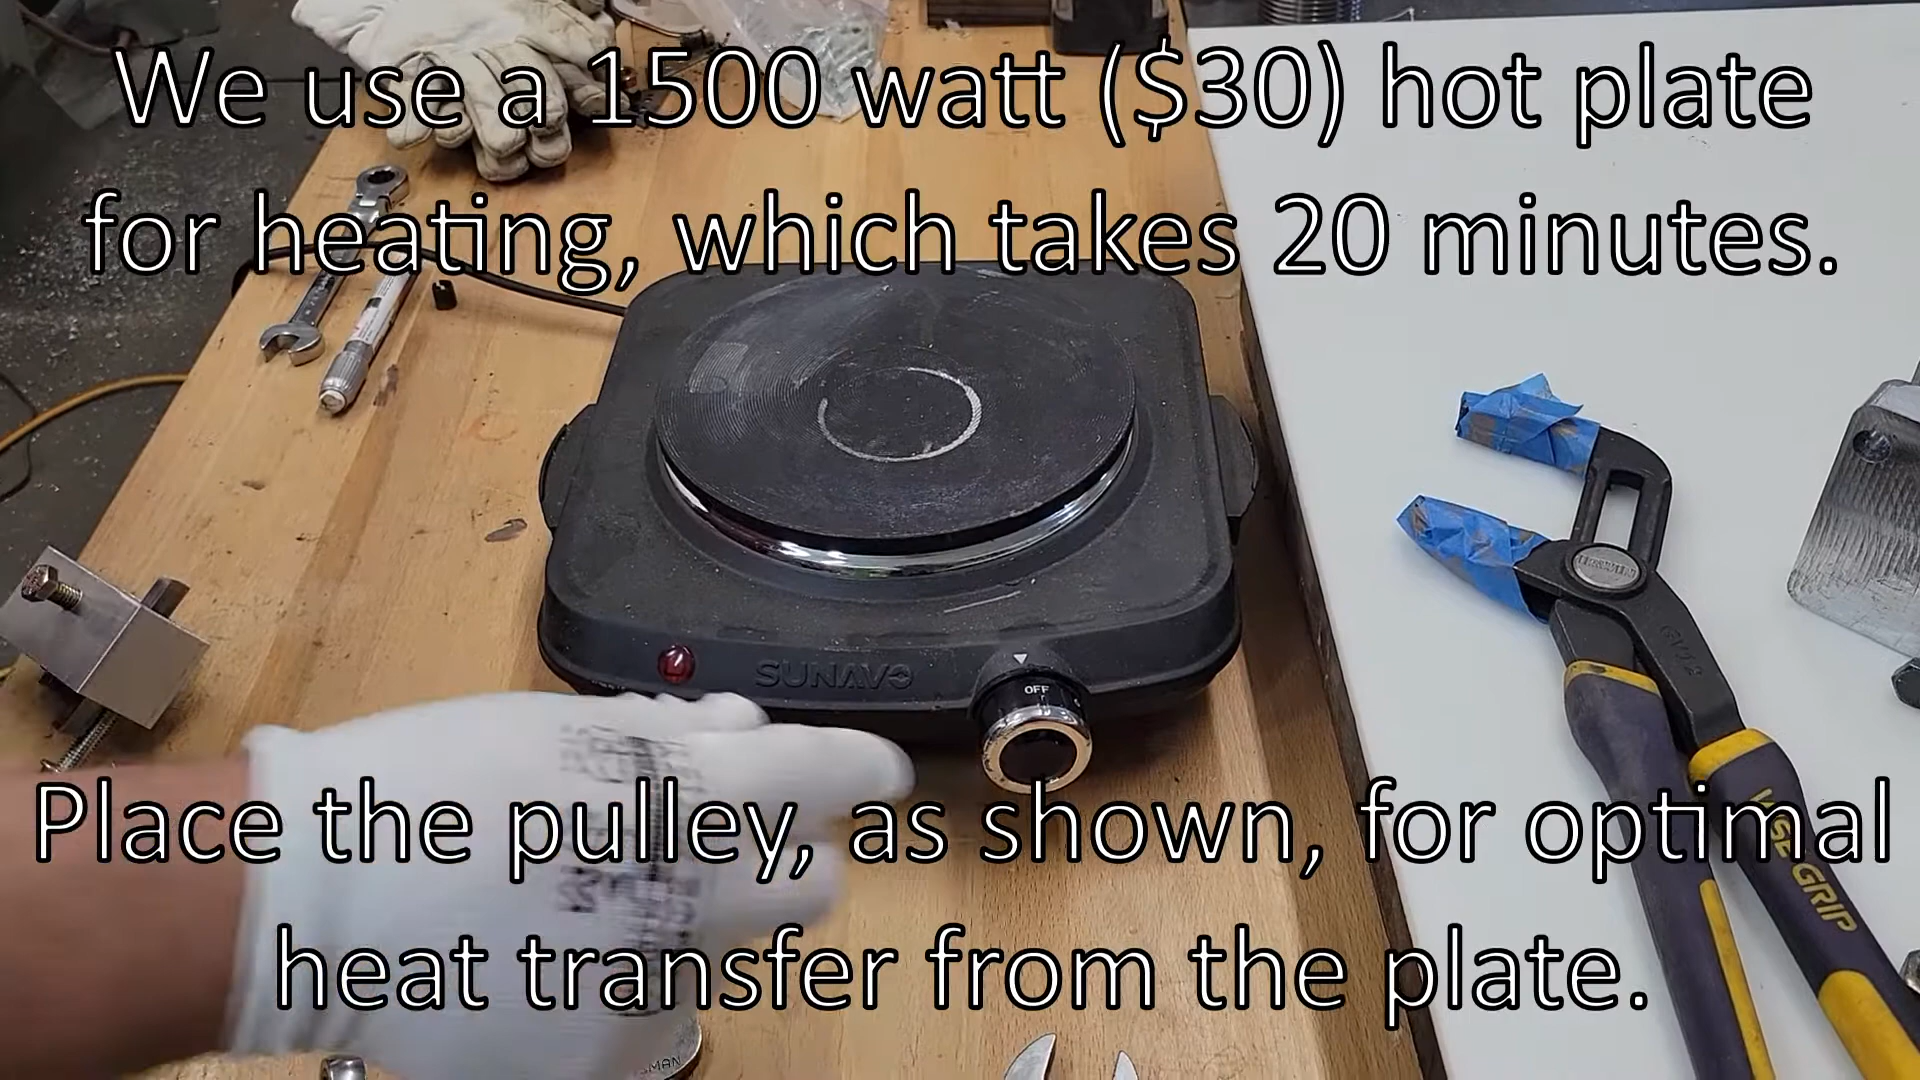 We use a 1500 watt ($30) hot plate
for heating, which takes 20 minutes.
SUNAVO
OFF
Place the pulley, as shown, for optimal
heat transfer from the plate.
VISE GRIP